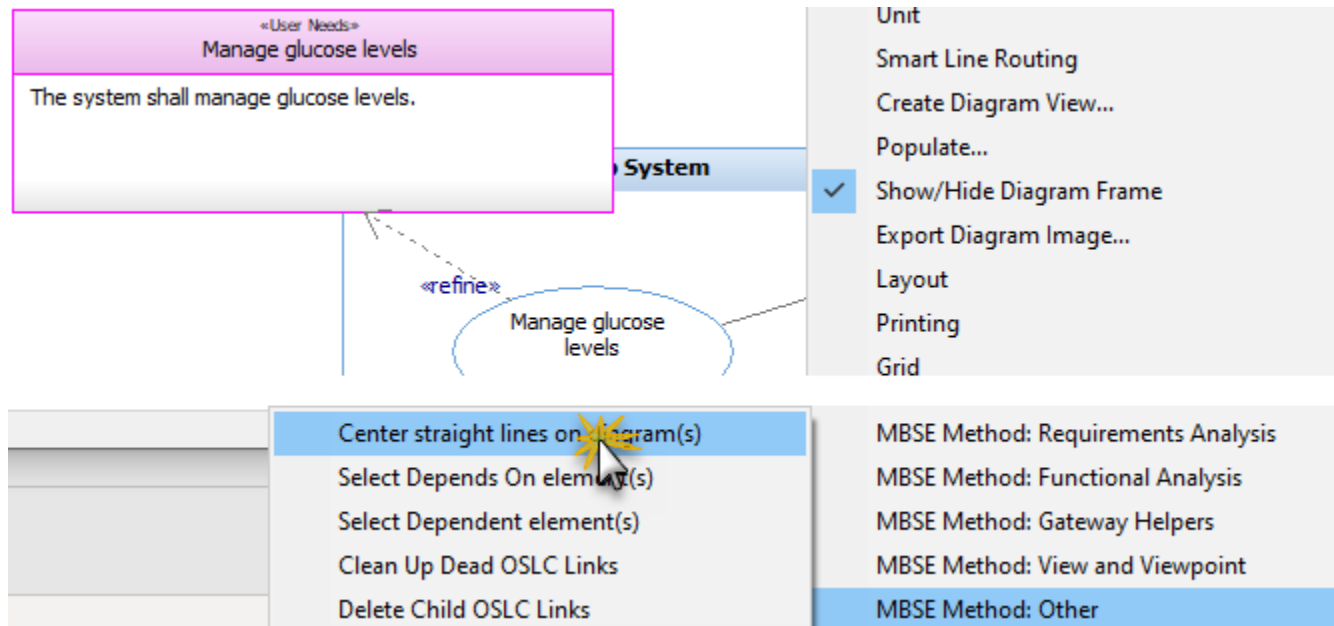 «User Needs»
Manage glucose levels
The system shall manage glucose levels.
System
«refine»
Manage glucose
levels
Unit
Smart Line Routing
Create Diagram View...
Populate...
Show/Hide Diagram Frame
Export Diagram Image...
Layout
Printing
Grid
Center straight lines on diagram(s)
Select Depends On element(s)
Select Dependent element(s)
Clean Up Dead OSLC Links
Delete Child OSLC Links
MBSE Method: Requirements Analysis
MBSE Method: Functional Analysis
MBSE Method: Gateway Helpers
MBSE Method: View and Viewpoint
MBSE Method: Other